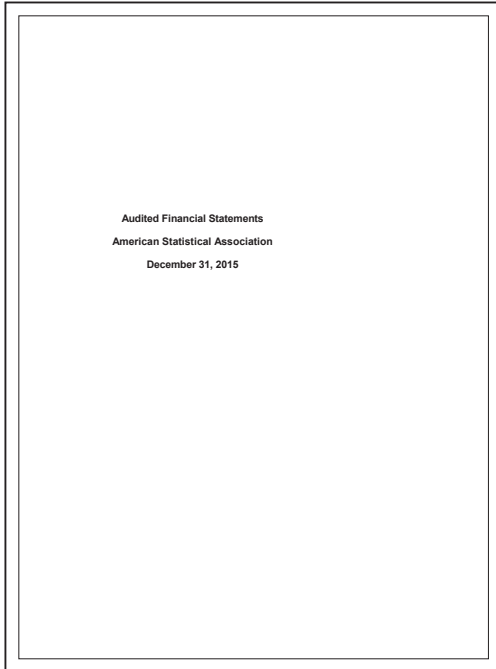 Audited Financial Statements
American Statistical Association
December 31, 2015